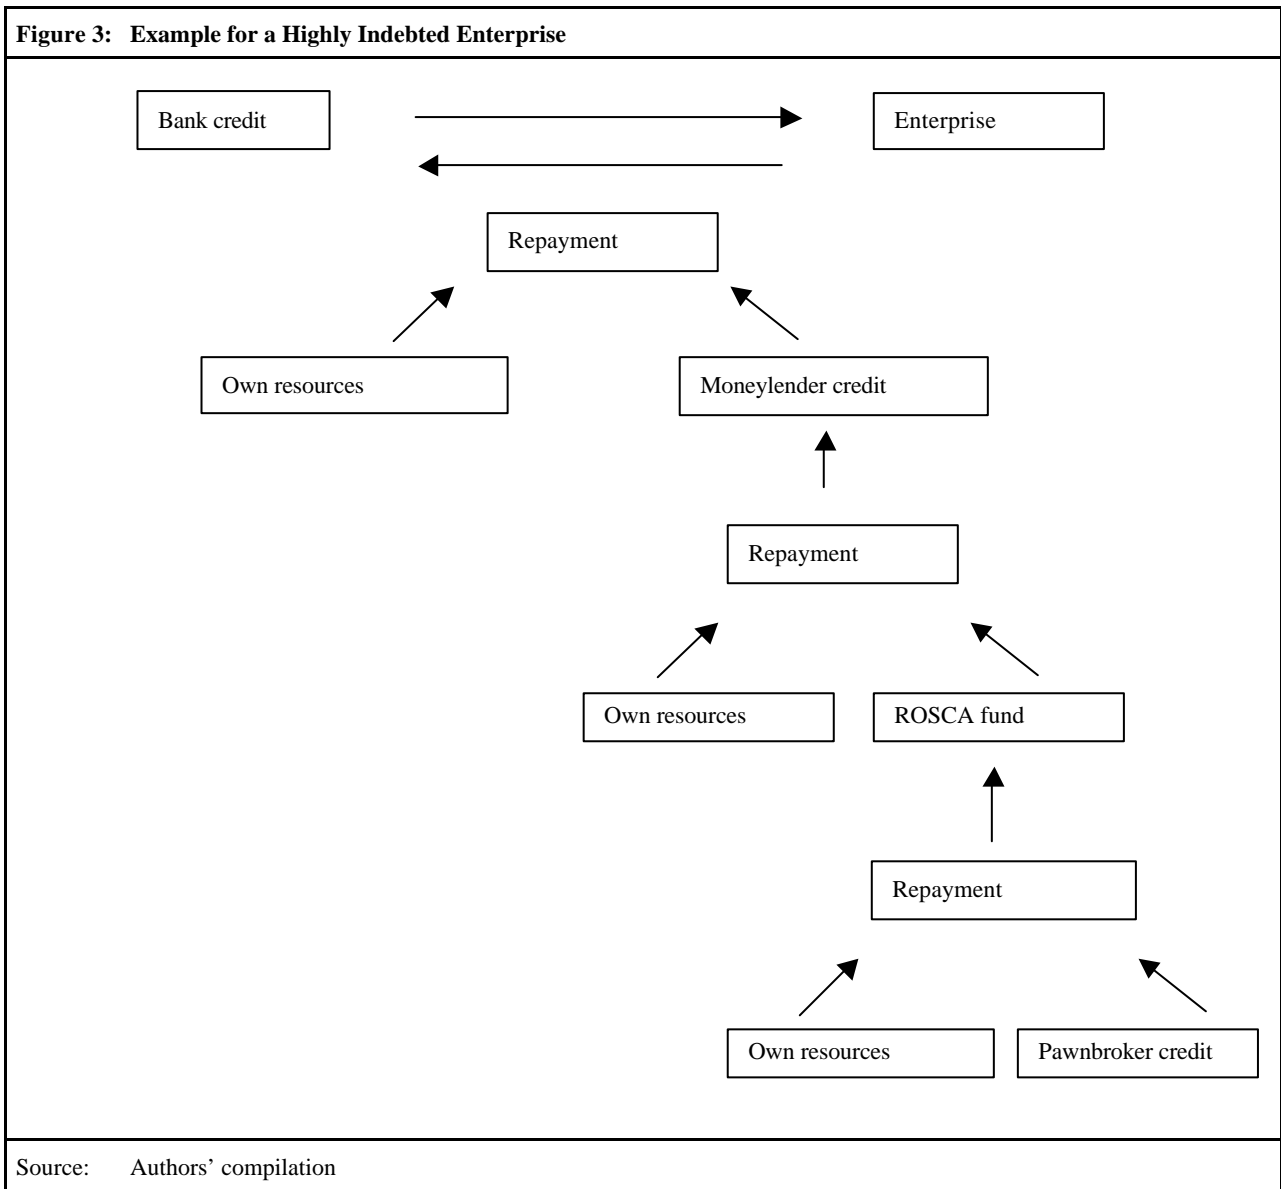 Figure 3: Example for a Highly Indebted Enterprise
Bank credit
Enterprise
Repayment
Own resources
Moneylender credit
Repayment
Own resources
ROSCA fund
Repayment
Own resources
Pawnbroker credit
Source: Authors’ compilation